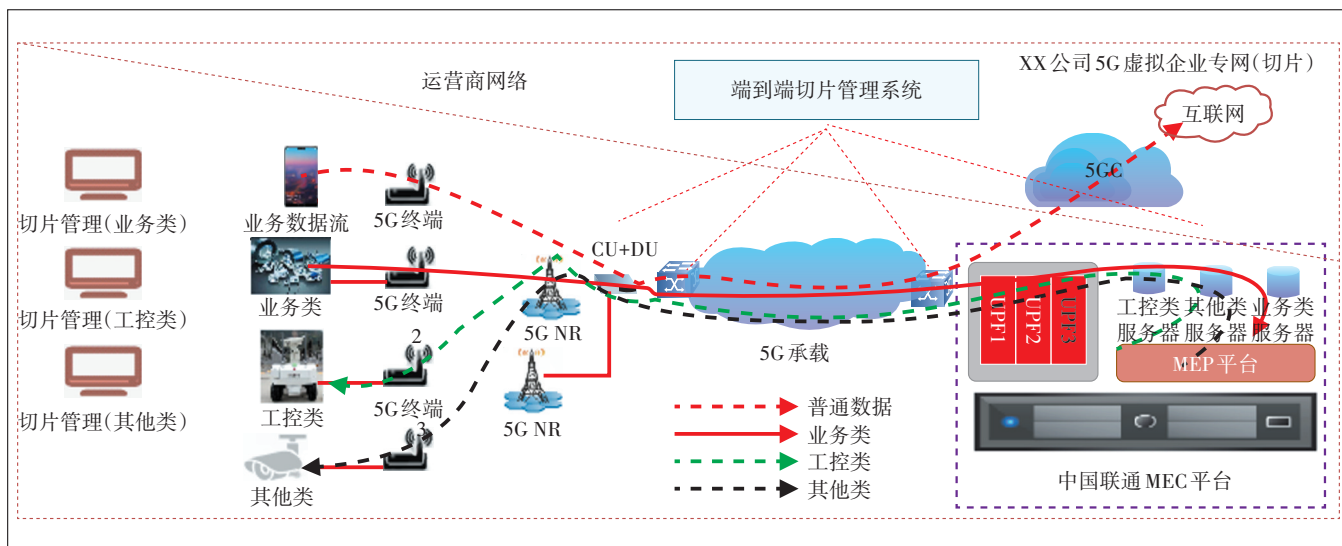 运营商网络
XX公司5G虚拟企业专网(切片)
端到端切片管理系统
互联网
5GC
切片管理(业务类)
业务数据流
5G终端
CU+DU
切片管理(工控类)
业务类
1
5G终端
5G NR
2
工控类
5G终端
5G NR
切片管理(其他类)
3
其他类
5G承载
UPF1
UPF2
UPF3
工控类
服务器
其他类
服务器
业务类
服务器
MEP平台
普通数据
业务类
工控类
其他类
中国联通MEC平台